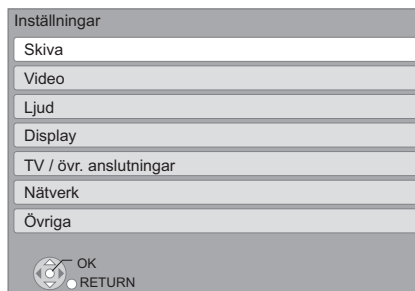 Inställningar
Skiva
Video
Ljud
Display
TV / övr. anslutningar
Nätverk
Övriga
OK
RETURN